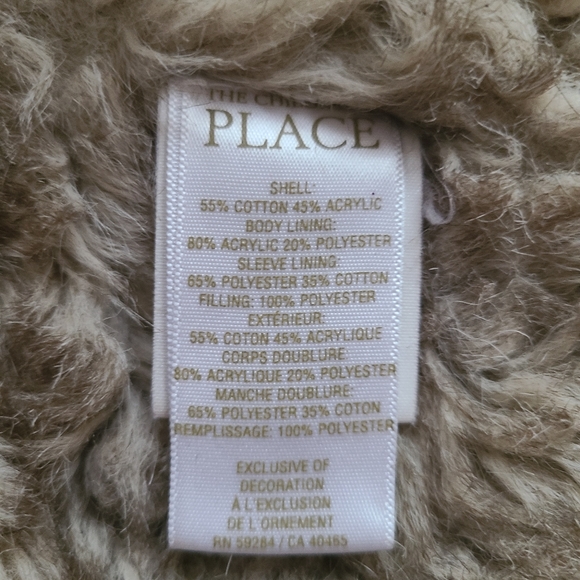 THE
PLACE
SHELL:
55% COTTON 45% ACRYLIC
BODY LINING:
80% ACRYLIC 20% POLYESTER
SLEEVE LINING:
65% POLYESTER 35% COTTON
FILLING: 100% POLYESTER
EXTÉRIEUR:
55% COTON 45% ACRYLIQUE
CORPS DOUBLURE:
80% ACRYLIQUE 20% POLYESTER
MANCHE DOUBLURE:
65% POLYESTER 35% COTON
REMPLISSAGE: 100% POLYESTER
EXCLUSIVE OF
DECORATION
À L'EXCLUSION
DE L'ORNEMENT
RN 59284 / CA 40465